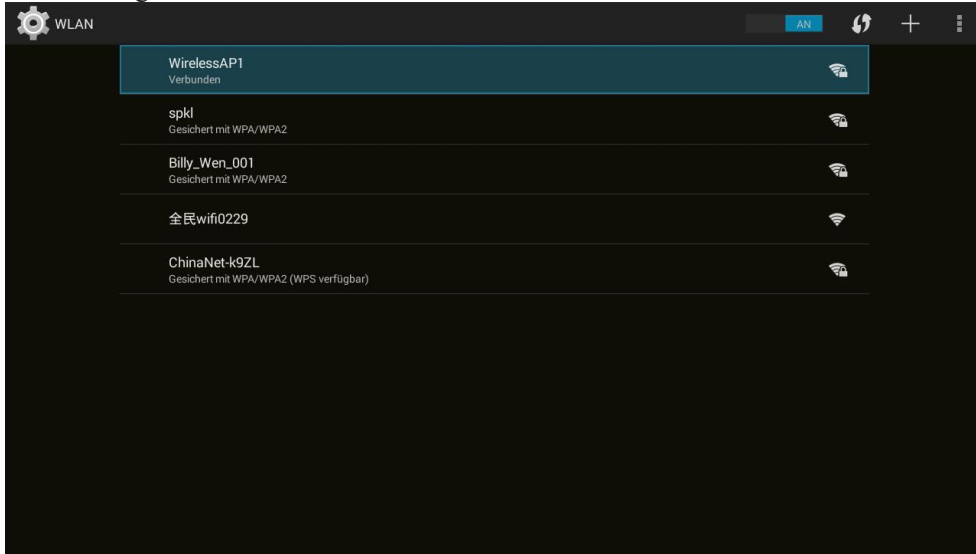 WLAN
AN
WirelessAP1
Verbunden
spkl
Gesichert mit WPA/WPA2
Billy_Wen_001
Gesichert mit WPA/WPA2
全民wifi0229
ChinaNet-k9ZL
Gesichert mit WPA/WPA2 (WPS verfügbar)